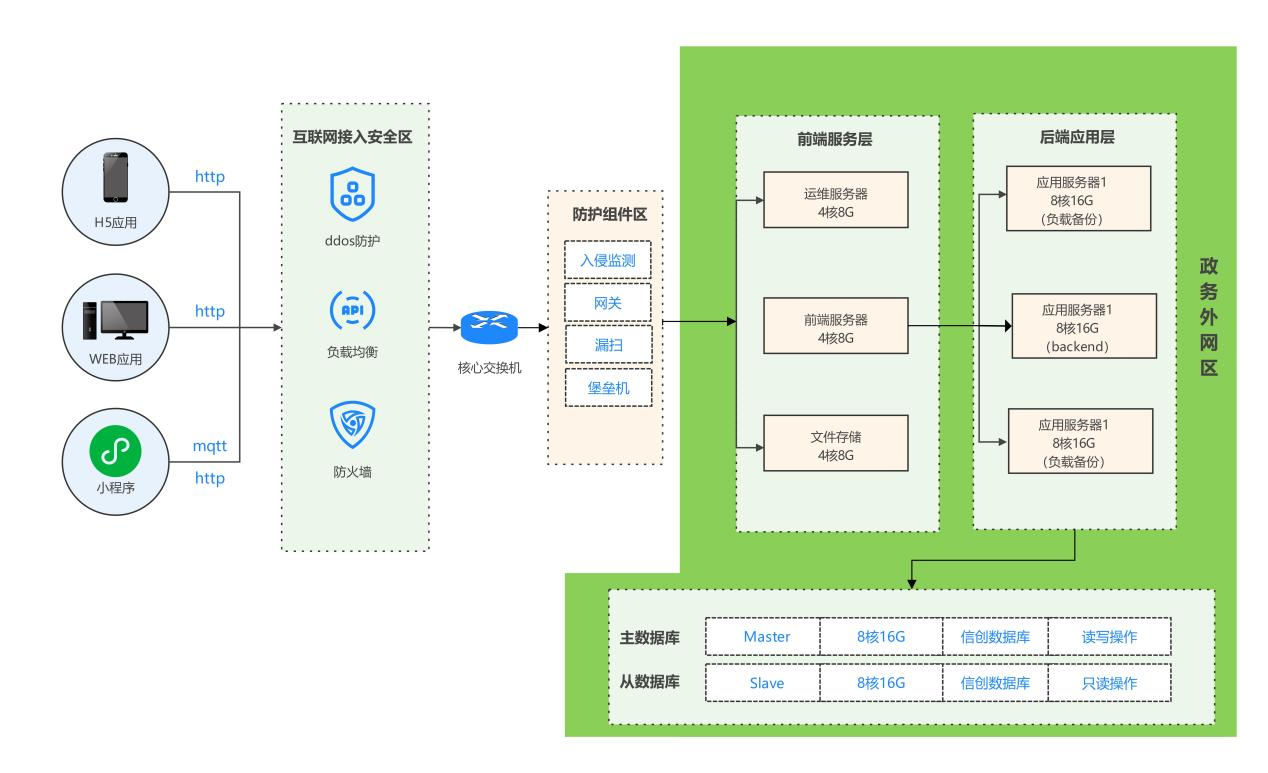 http
H5应用
http
WEB应用
mqtt
http
小程序
互联网接入安全区
ddos防护
API
负载均衡
防火墙
核心交换机
防护组件区
入侵监测
网关
漏扫
堡垒机
前端服务层
运维服务器
4核8G
前端服务器
4核8G
文件存储
4核8G
后端应用层
应用服务器1
8核16G
（负载备份）
应用服务器1
8核16G
（backend）
应用服务器1
8核16G
（负载备份）
政
务
外
网
区
主数据库 Master 8核16G 信创数据库 读写操作
从数据库 Slave 8核16G 信创数据库 只读操作